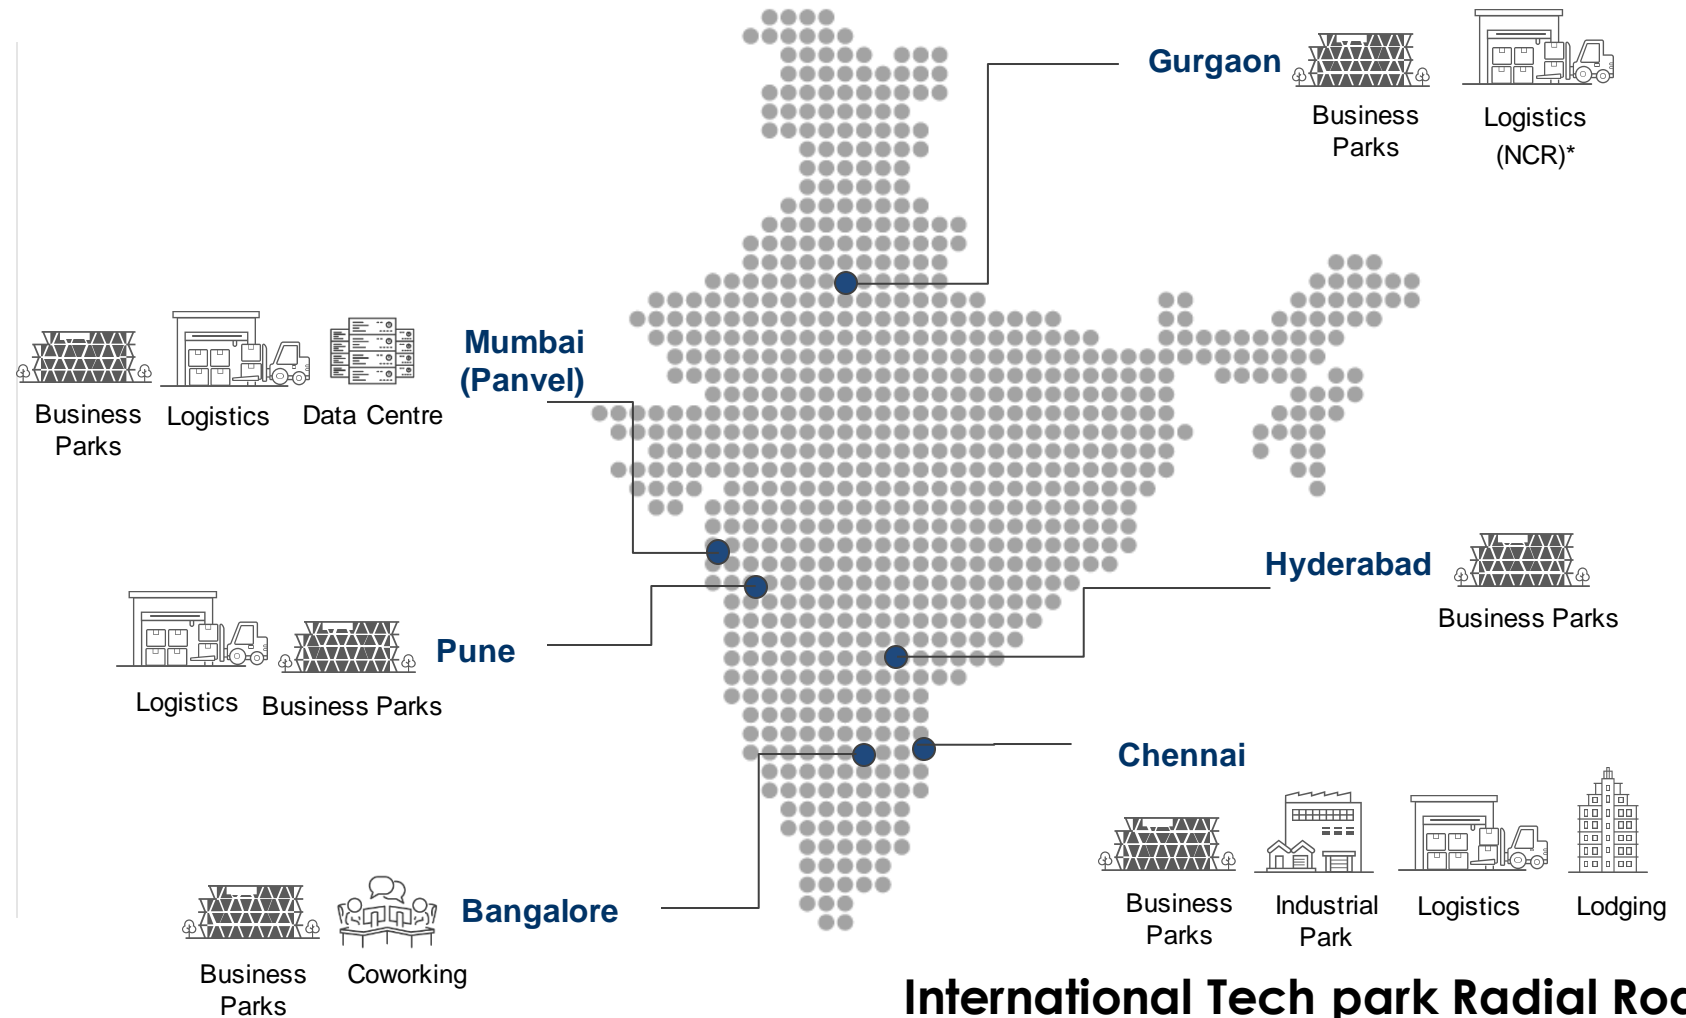 Gurgaon
Business
Parks
Logistics
(NCR)*
Mumbai
(Panvel)
Business
Parks
Logistics
Data Centre
Hyderabad
Business Parks
Pune
Logistics
Business Parks
Chennai
Business
Parks
Industrial
Park
Logistics
Lodging
Bangalore
Business
Parks
Coworking
International Tech park Radial